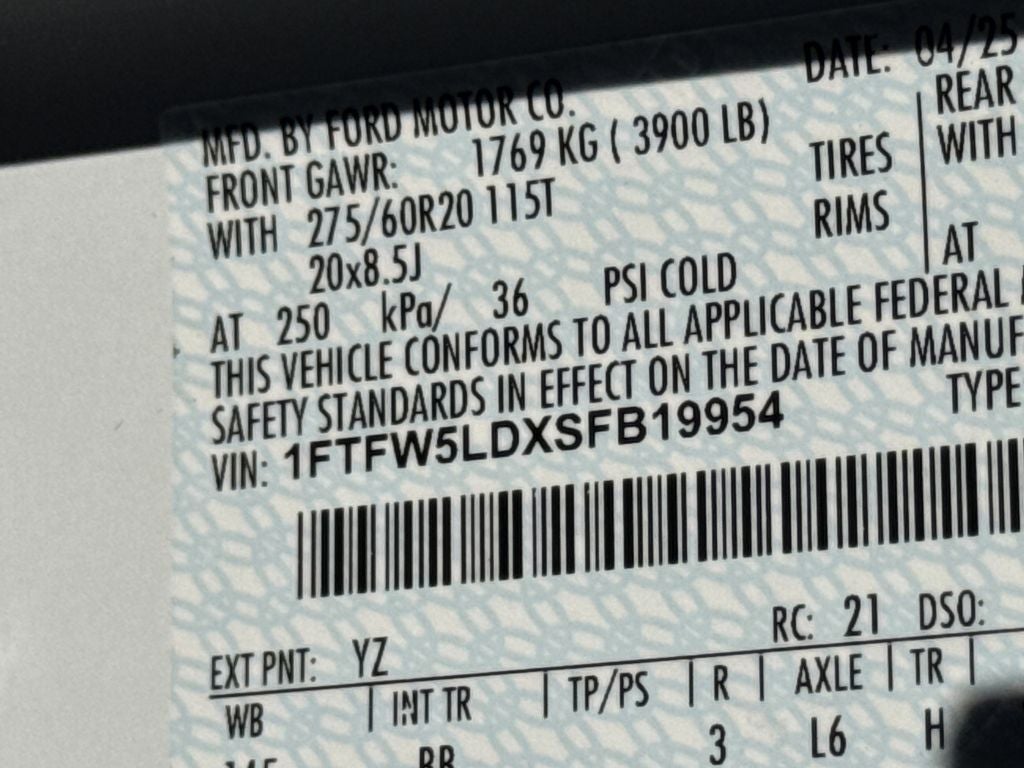 DATE: 04/25
MFD. BY FORD MOTOR CO.
FRONT GAWR: 1769 KG ( 3900 LB)
REAR
WITH 275/60R20 115T TIRES
WITH
20x8.5J RIMS
AT 250 kPa/ 36 PSI COLD
AT
THIS VEHICLE CONFORMS TO ALL APPLICABLE FEDERAL
SAFETY STANDARDS IN EFFECT ON THE DATE OF MANUF
VIN: 1FTFW5LDXSFB19954
TYPE
EXT PNT: YZ RC: 21 DSO:
WB | INT TR | TP/PS | R | AXLE | TR |
3 L6 H